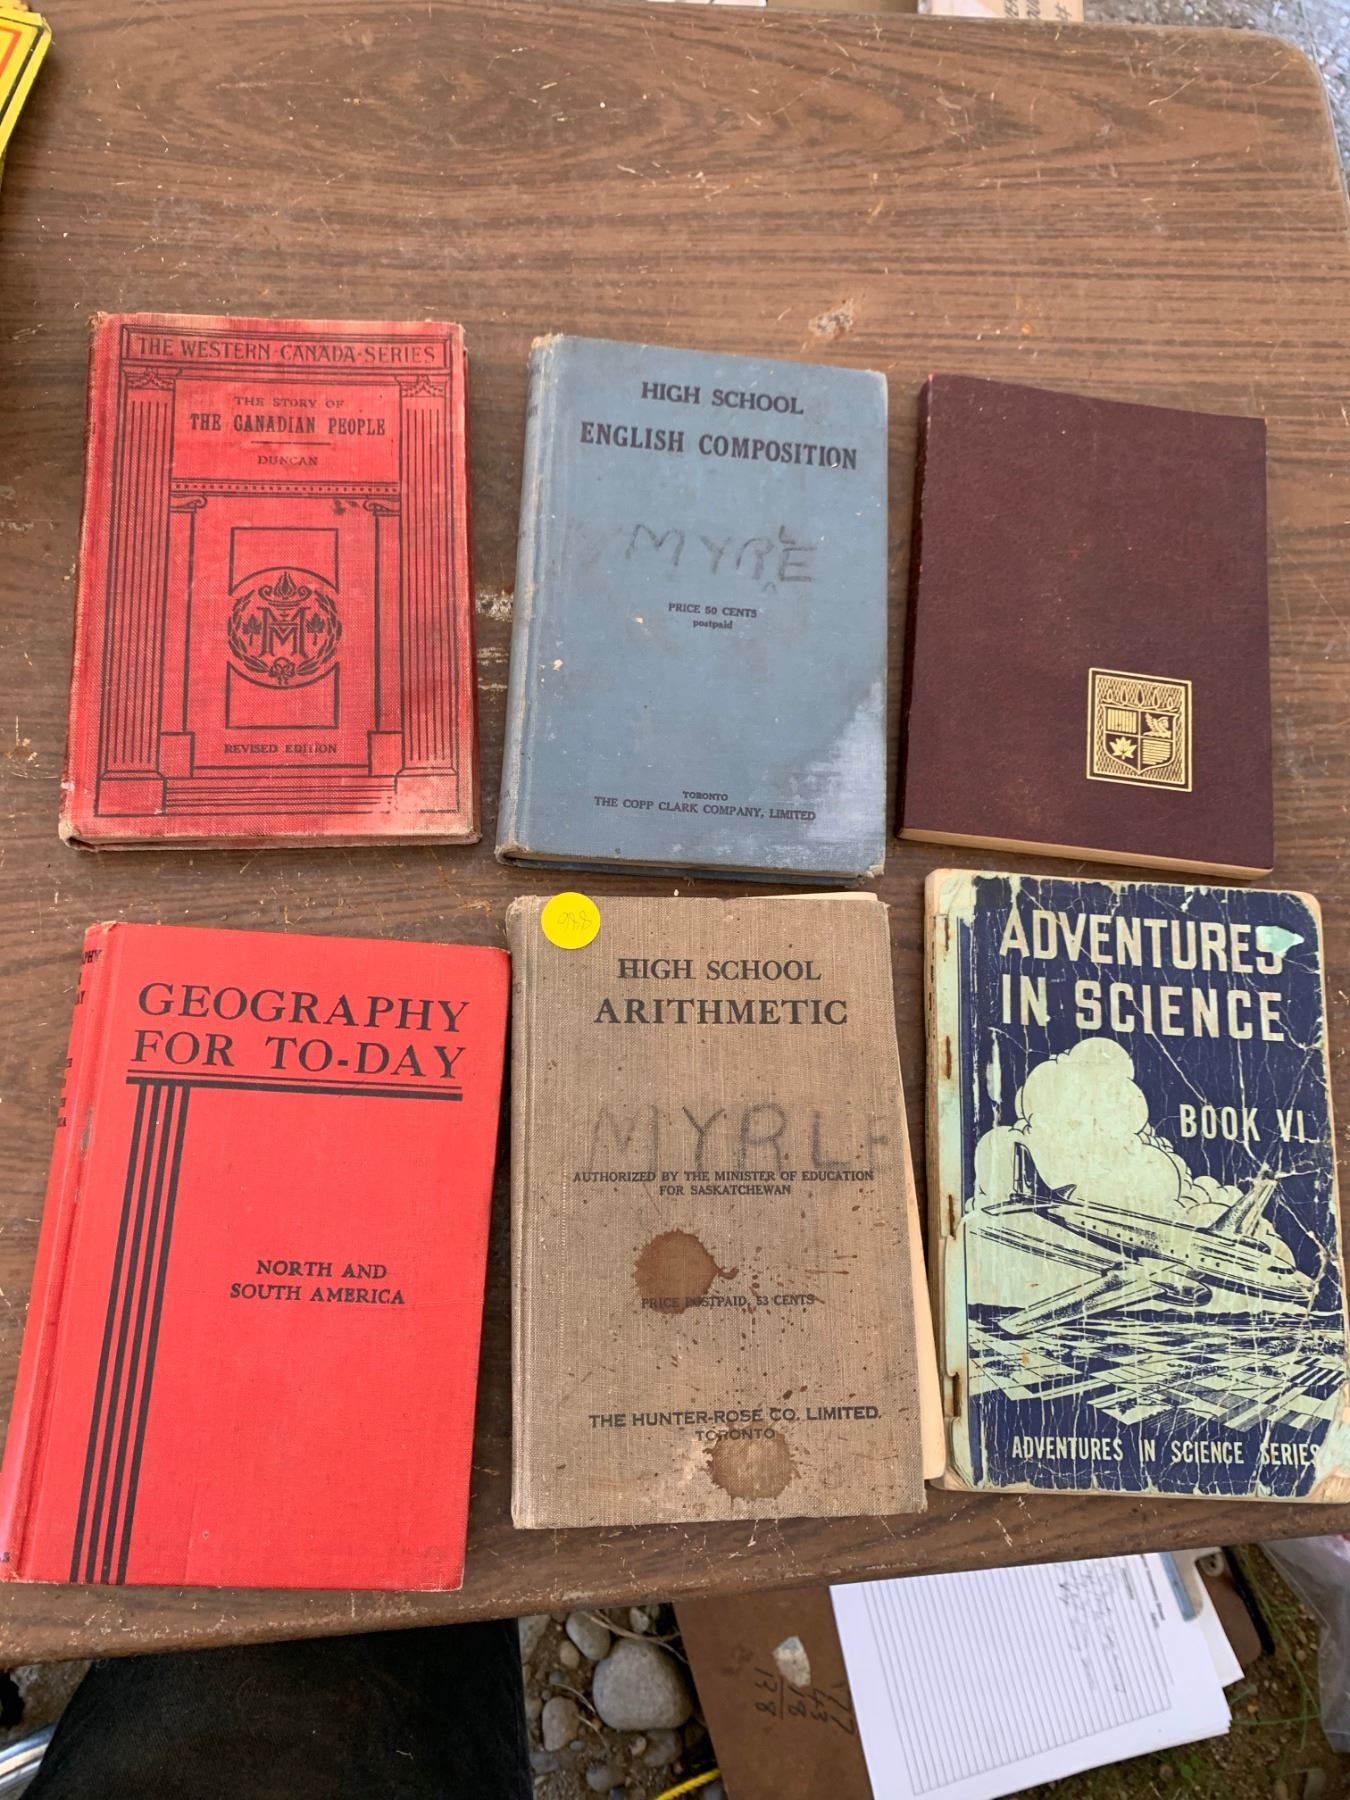 THE WESTERN-CANADA-SERIES
THE STORY OF
THE CANADIAN PEOPLE
DUNCAN
M
REVISED EDITION
HIGH SCHOOL
ENGLISH COMPOSITION
MYRLE
PRICE 50 CENTS
postpaid
TORONTO
THE COPP CLARK COMPANY, LIMITED
GEOGRAPHY
FOR TO-DAY
NORTH AND
SOUTH AMERICA
988
HIGH SCHOOL
ARITHMETIC
MYRLE
AUTHORIZED BY THE MINISTER OF EDUCATION
FOR SASKATCHEWAN
PRICE POSTPAID, 53 CENTS
THE HUNTER-ROSE CO. LIMITED.
TORONTO
ADVENTURES
IN SCIENCE
BOOK VI
ADVENTURES IN SCIENCE SERIES